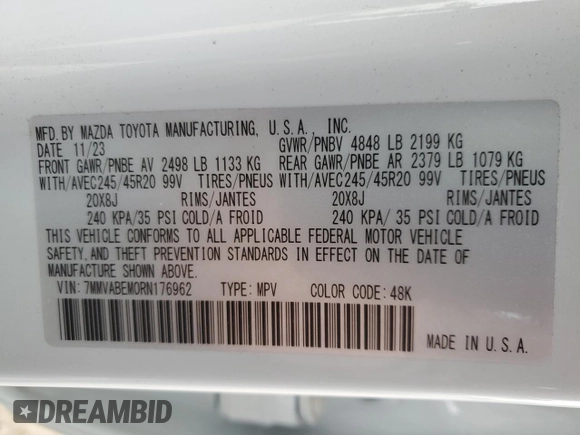 MFD. BY MAZDA TOYOTA MANUFACTURING, U.S.A. INC.
DATE 11/23 GVWR/PNBV 4848 LB 2199 KG
FRONT GAWR/PNBE AV 2498 LB 1133 KG REAR GAWR/PNBE AR 2379 LB 1079 KG
WITH/AVEC245/45R20 99V TIRES/PNEUS WITH/AVEC245/45R20 99V TIRES/PNEUS
20X8J RIMS/JANTES 20X8J RIMS/JANTES
240 KPA/35 PSI COLD/A FROID 240 KPA/ 35 PSI COLD/A FROID
THIS VEHICLE CONFORMS TO ALL APPLICABLE FEDERAL MOTOR VEHICLE
SAFETY, AND THEFT PREVENTION STANDARDS IN EFFECT ON THE DATE OF
MANUFACTURE SHOWN ABOVE.
VIN: 7MMVABEM0RN176962 TYPE: MPV COLOR CODE: 48K
MADE IN U.S.A.
DREAMBID